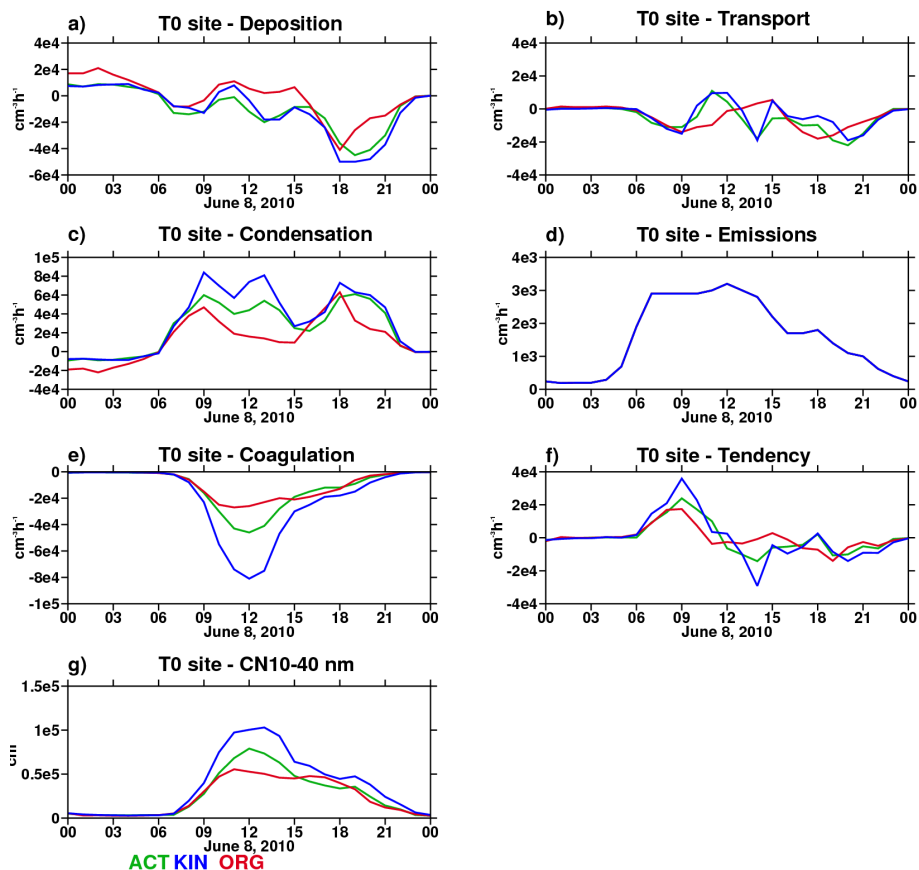 a) T0 site - Deposition
4e4
2e4
0
-2e4
-4e4
-6e4
cm⁻³h⁻¹
00 03 06 09 12 15 18 21 00
June 8, 2010
b) T0 site - Transport
4e4
2e4
0
-2e4
-4e4
cm⁻³h⁻¹
00 03 06 09 12 15 18 21 00
June 8, 2010
c) T0 site - Condensation
1e5
8e4
6e4
4e4
2e4
0
-2e4
-4e4
cm⁻³h⁻¹
00 03 06 09 12 15 18 21 00
June 8, 2010
d) T0 site - Emissions
4e3
3e3
2e3
1e3
0
cm⁻³h⁻¹
00 03 06 09 12 15 18 21 00
June 8, 2010
e) T0 site - Coagulation
0
-2e4
-4e4
-6e4
-8e4
-1e5
cm⁻³h⁻¹
00 03 06 09 12 15 18 21 00
June 8, 2010
f) T0 site - Tendency
4e4
2e4
0
-2e4
-4e4
cm⁻³h⁻¹
00 03 06 09 12 15 18 21 00
June 8, 2010
g) T0 site - CN10-40 nm
1.5e5
1e5
0.5e5
0
cm
00 03 06 09 12 15 18 21 00
June 8, 2010
ACT KIN ORG